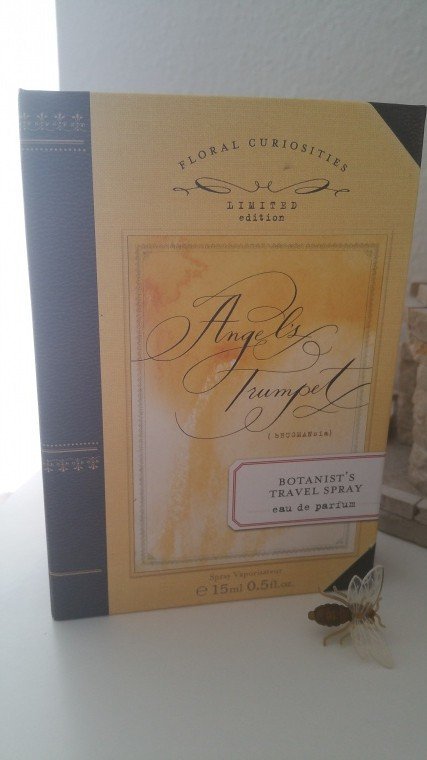 FLORAL CURIOSITIES
LIMITED
edition
Angel's
Trumpet
(BRUGMANSIA)
BOTANIST'S
TRAVEL SPRAY
eau de parfum
Spray Vaporisateur
℮ 15ml 0.5fl.oz.